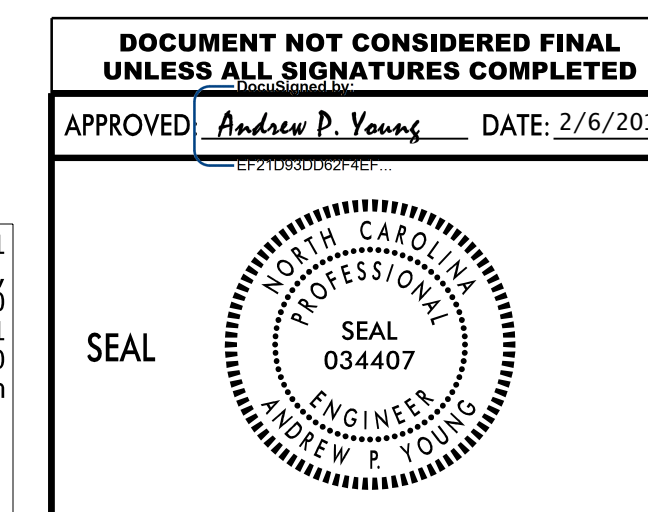 DOCUMENT NOT CONSIDERED FINAL
UNLESS ALL SIGNATURES COMPLETED
DocuSigned by:
APPROVED: Andrew P. Young DATE: 2/6/201
EF21D93DD62F4EF...
SEAL
NORTH CAROLINA
PROFESSIONAL
SEAL
034407
ENGINEER
ANDREW P. YOUNG